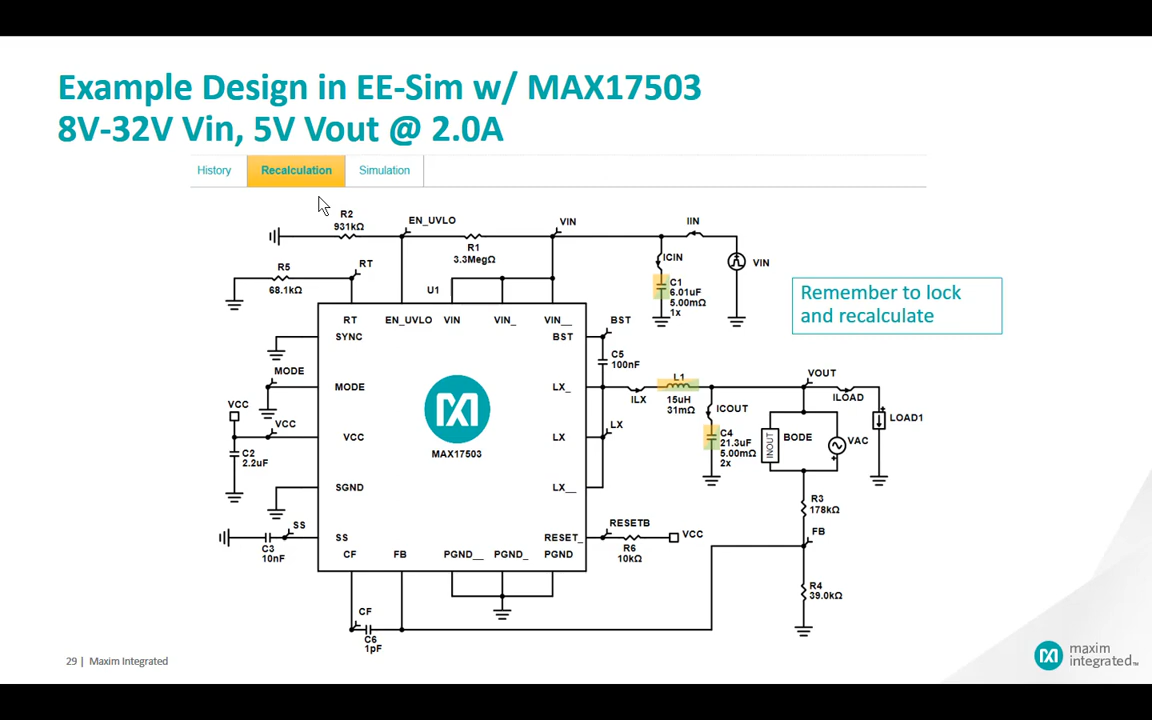 Example Design in EE-Sim w/ MAX17503
8V-32V Vin, 5V Vout @ 2.0A
History
Recalculation
Simulation
R2
931kΩ
EN_UVLO
R1
3.3MegΩ
VIN
IIN
ICIN
C1
6.01uF
5.00mΩ
1x
VIN
R5
68.1kΩ
RT
U1
Remember to lock
and recalculate
RT
EN_UVLO
VIN
VIN_
VIN__
SYNC
BST
BST
C5
100nF
MODE
MODE
LX_
ILX
L1
15uH
31mΩ
ICOUT
C4
21.3uF
5.00mΩ
2x
VOUT
ILOAD
LOAD1
INOUT
BODE
VAC
VCC
VCC
C2
2.2uF
VCC
LX
LX
MAX17503
SGND
LX__
R3
178kΩ
FB
SS
C3
10nF
SS
RESET_
RESETB
R6
10kΩ
VCC
CF
FB
PGND__
PGND_
PGND
R4
39.0kΩ
CF
C6
1pF
29 | Maxim Integrated
maxim
integrated™